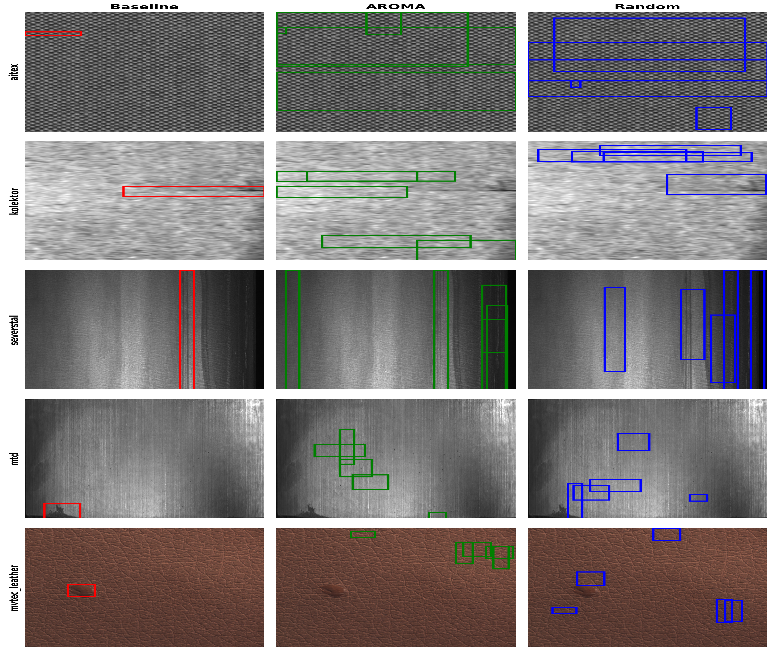 Baseline AROMA Random
aitex
kolektor
severstal
mtd
mvtec_leather